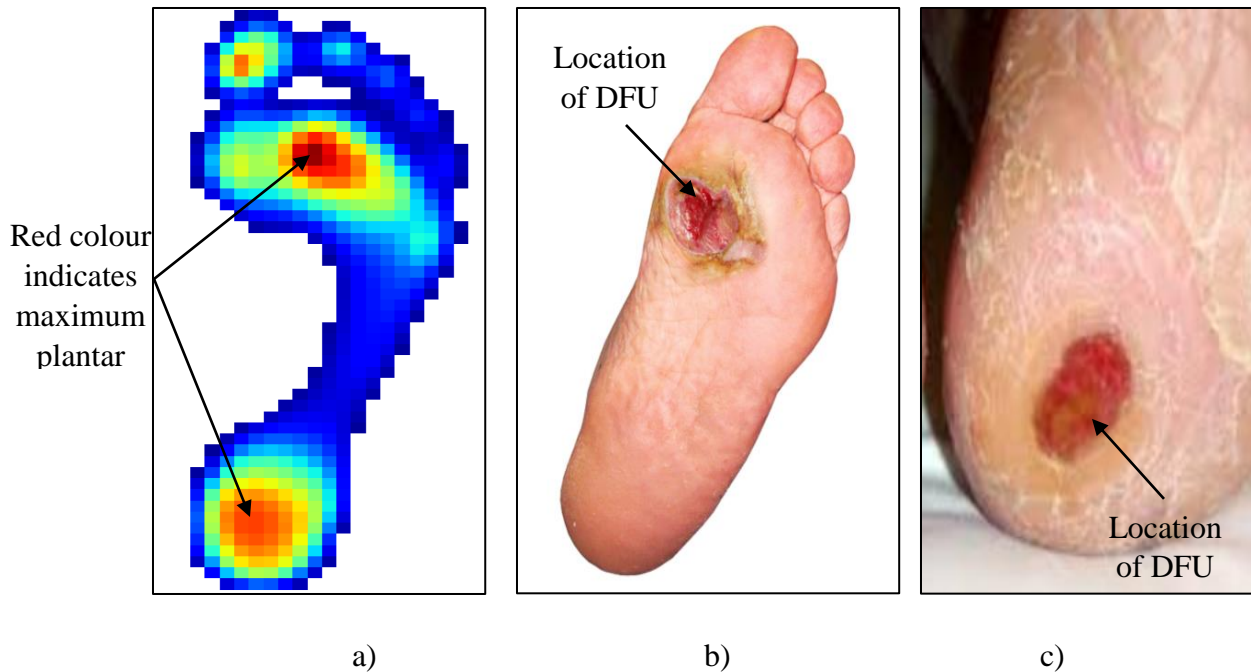 Red colour
indicates
maximum
plantar
Location
of DFU
Location
of DFU
a)
b)
c)